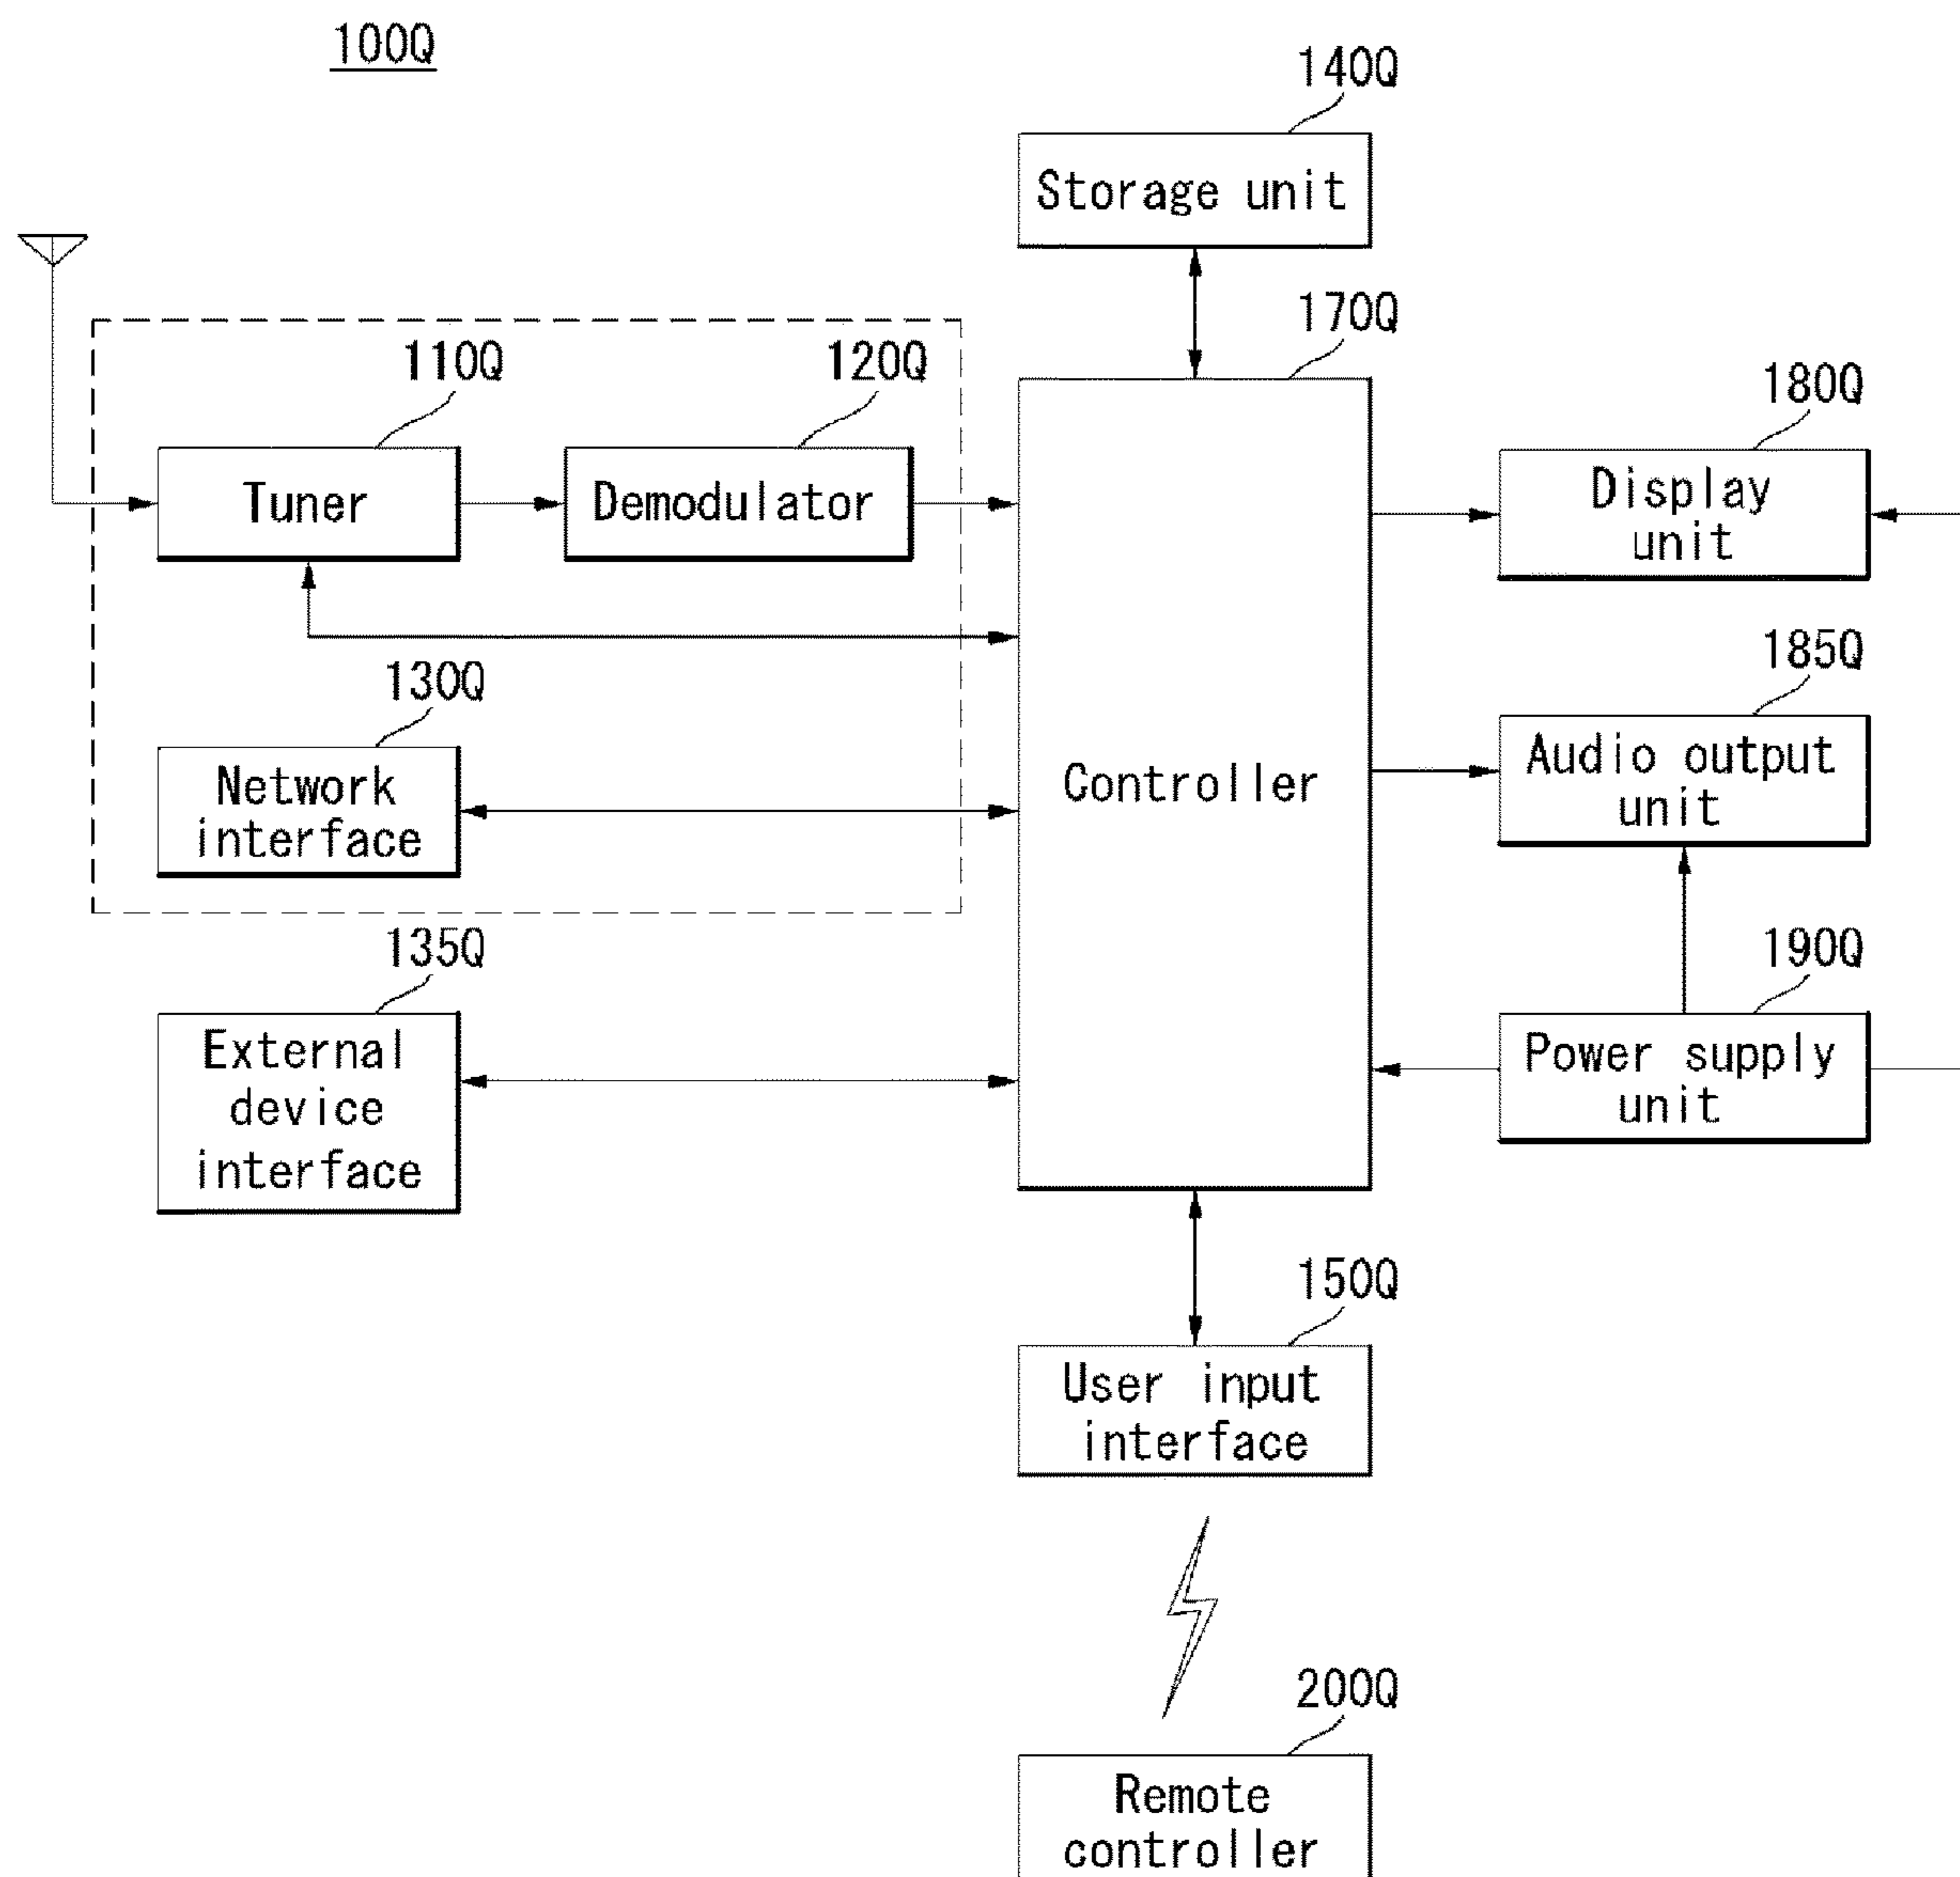 100Q
140Q
Storage unit
170Q
110Q
120Q
180Q
Tuner
Demodulator
Display
unit
130Q
185Q
Network
interface
Controller
Audio output
unit
135Q
190Q
External
device
interface
Power supply
unit
150Q
User input
interface
200Q
Remote
controller